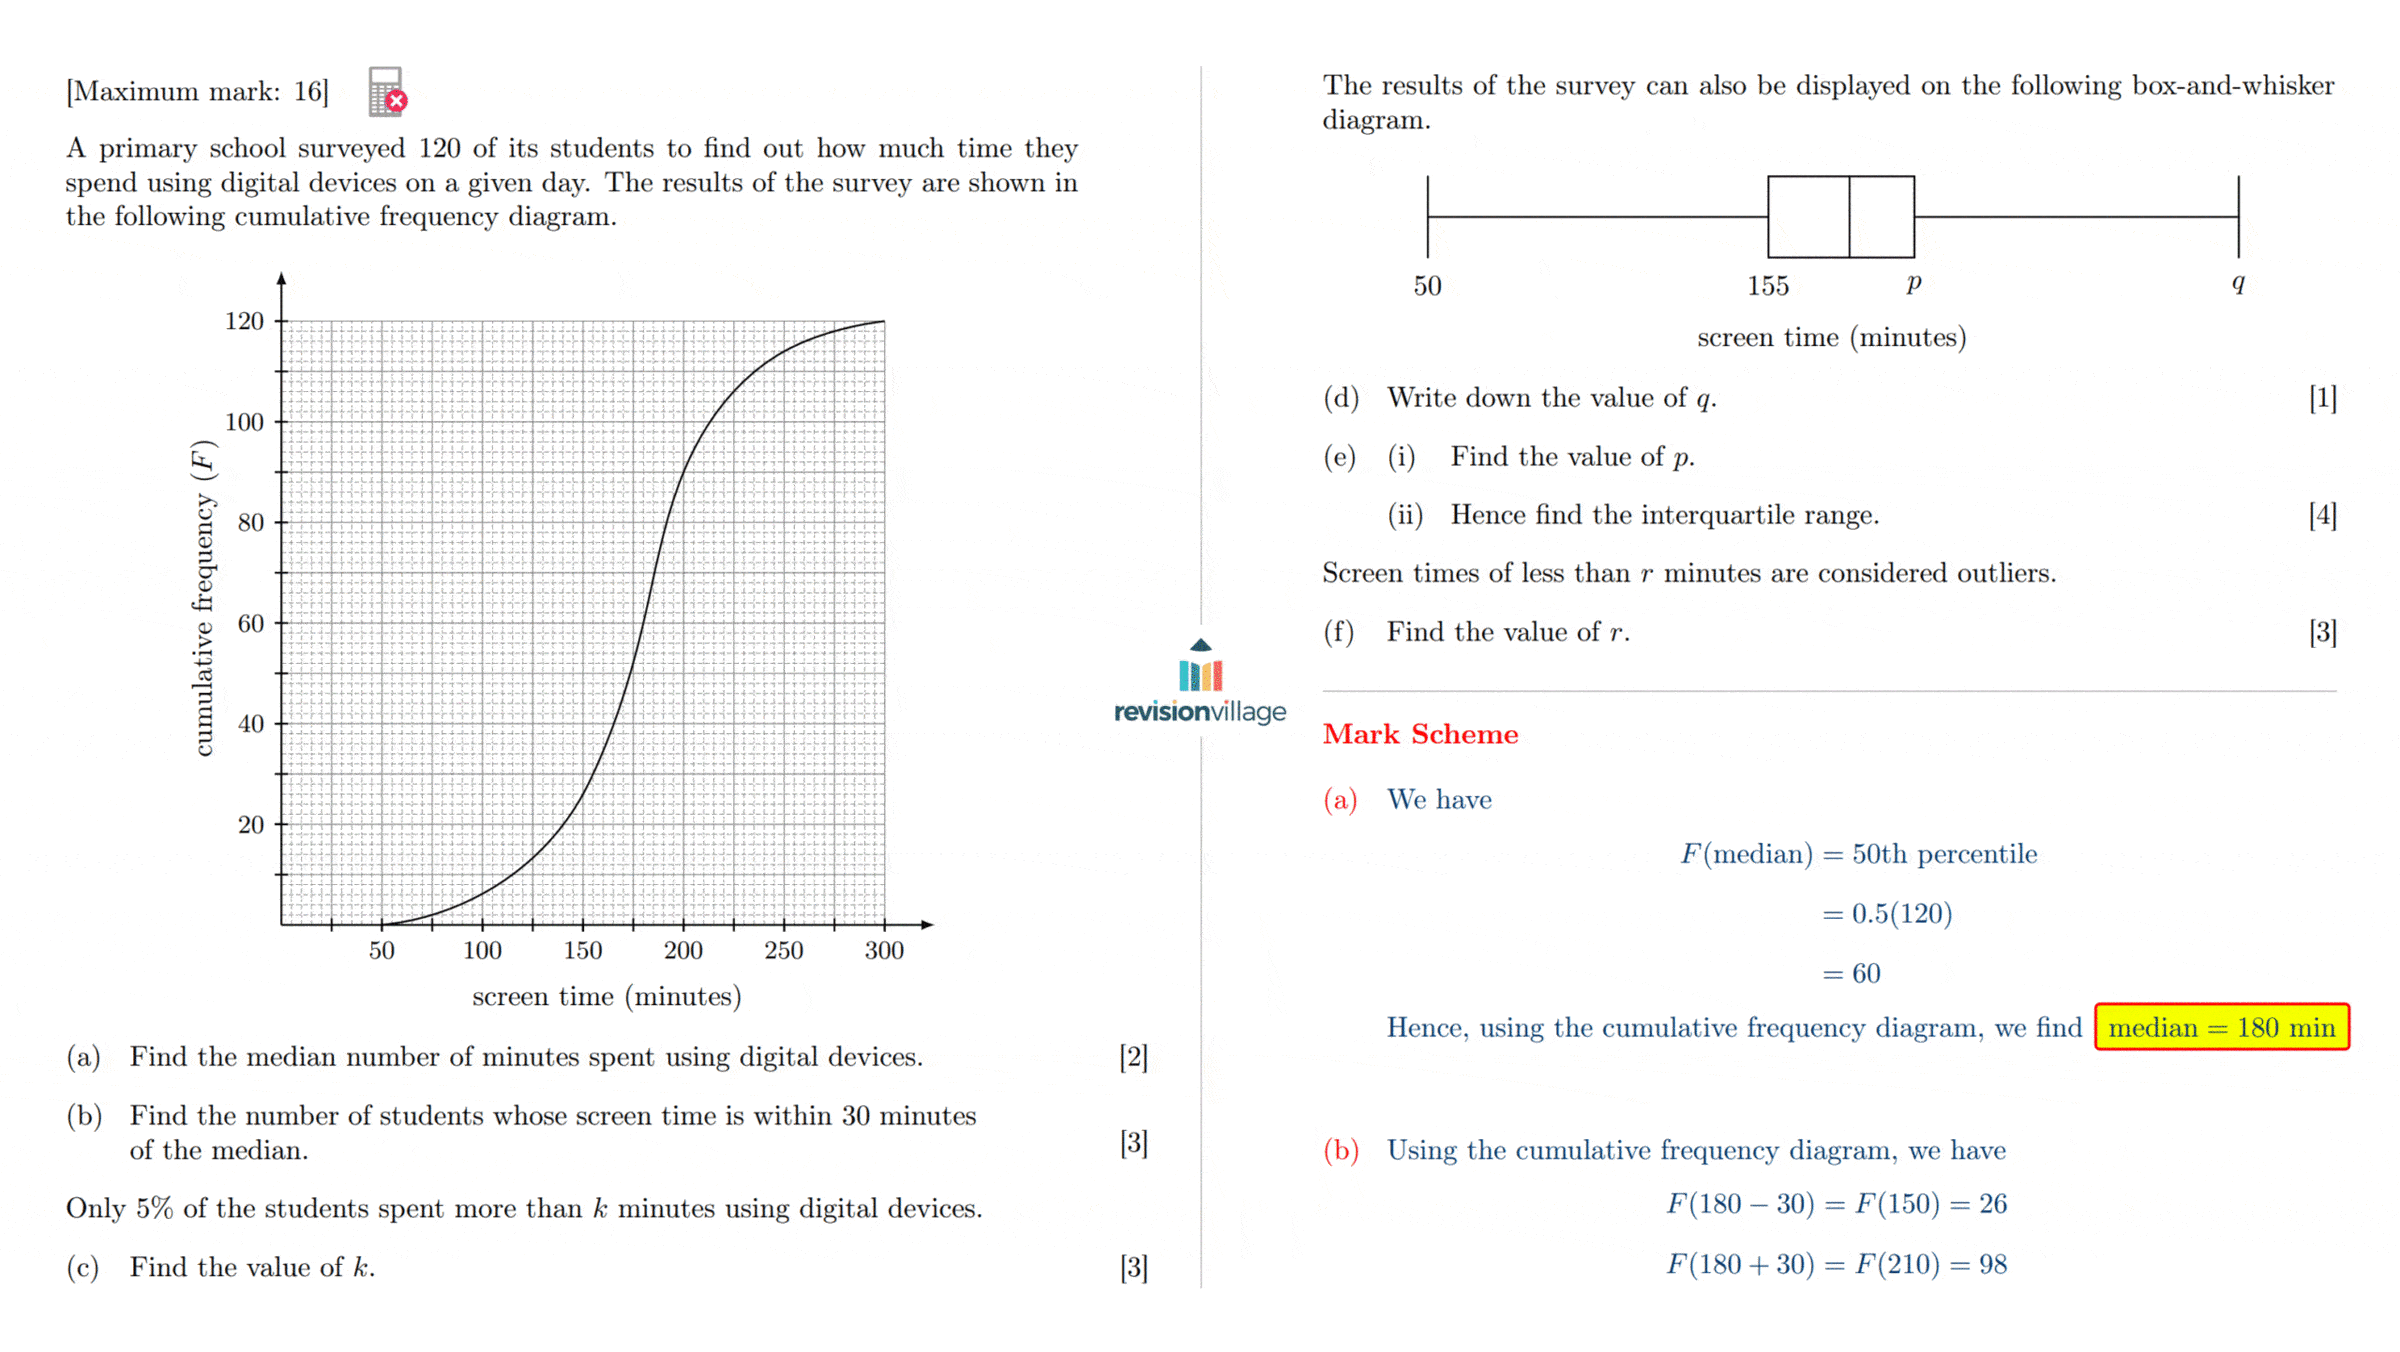 [Maximum mark: 16]
A primary school surveyed 120 of its students to find out how much time they
spend using digital devices on a given day. The results of the survey are shown in
the following cumulative frequency diagram.
cumulative frequency (F)
120
100
80
60
40
20
50 100 150 200 250 300
screen time (minutes)
(a) Find the median number of minutes spent using digital devices. [2]
(b) Find the number of students whose screen time is within 30 minutes
of the median. [3]
Only 5% of the students spent more than k minutes using digital devices.
(c) Find the value of k. [3]
revisionvillage
The results of the survey can also be displayed on the following box-and-whisker
diagram.
50 155 p q
screen time (minutes)
(d) Write down the value of q. [1]
(e) (i) Find the value of p.
(ii) Hence find the interquartile range. [4]
Screen times of less than r minutes are considered outliers.
(f) Find the value of r. [3]
Mark Scheme
(a) We have
F(median) = 50th percentile
= 0.5(120)
= 60
Hence, using the cumulative frequency diagram, we find median = 180 min
(b) Using the cumulative frequency diagram, we have
F(180 − 30) = F(150) = 26
F(180 + 30) = F(210) = 98